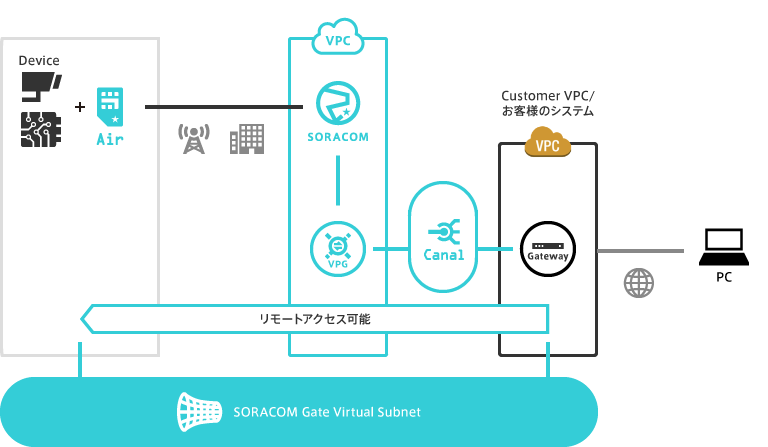 Device
Air
VPC
SORACOM
VPG
Canal
Customer VPC/
お客様のシステム
VPC
Gateway
PC
リモートアクセス可能
SORACOM Gate Virtual Subnet